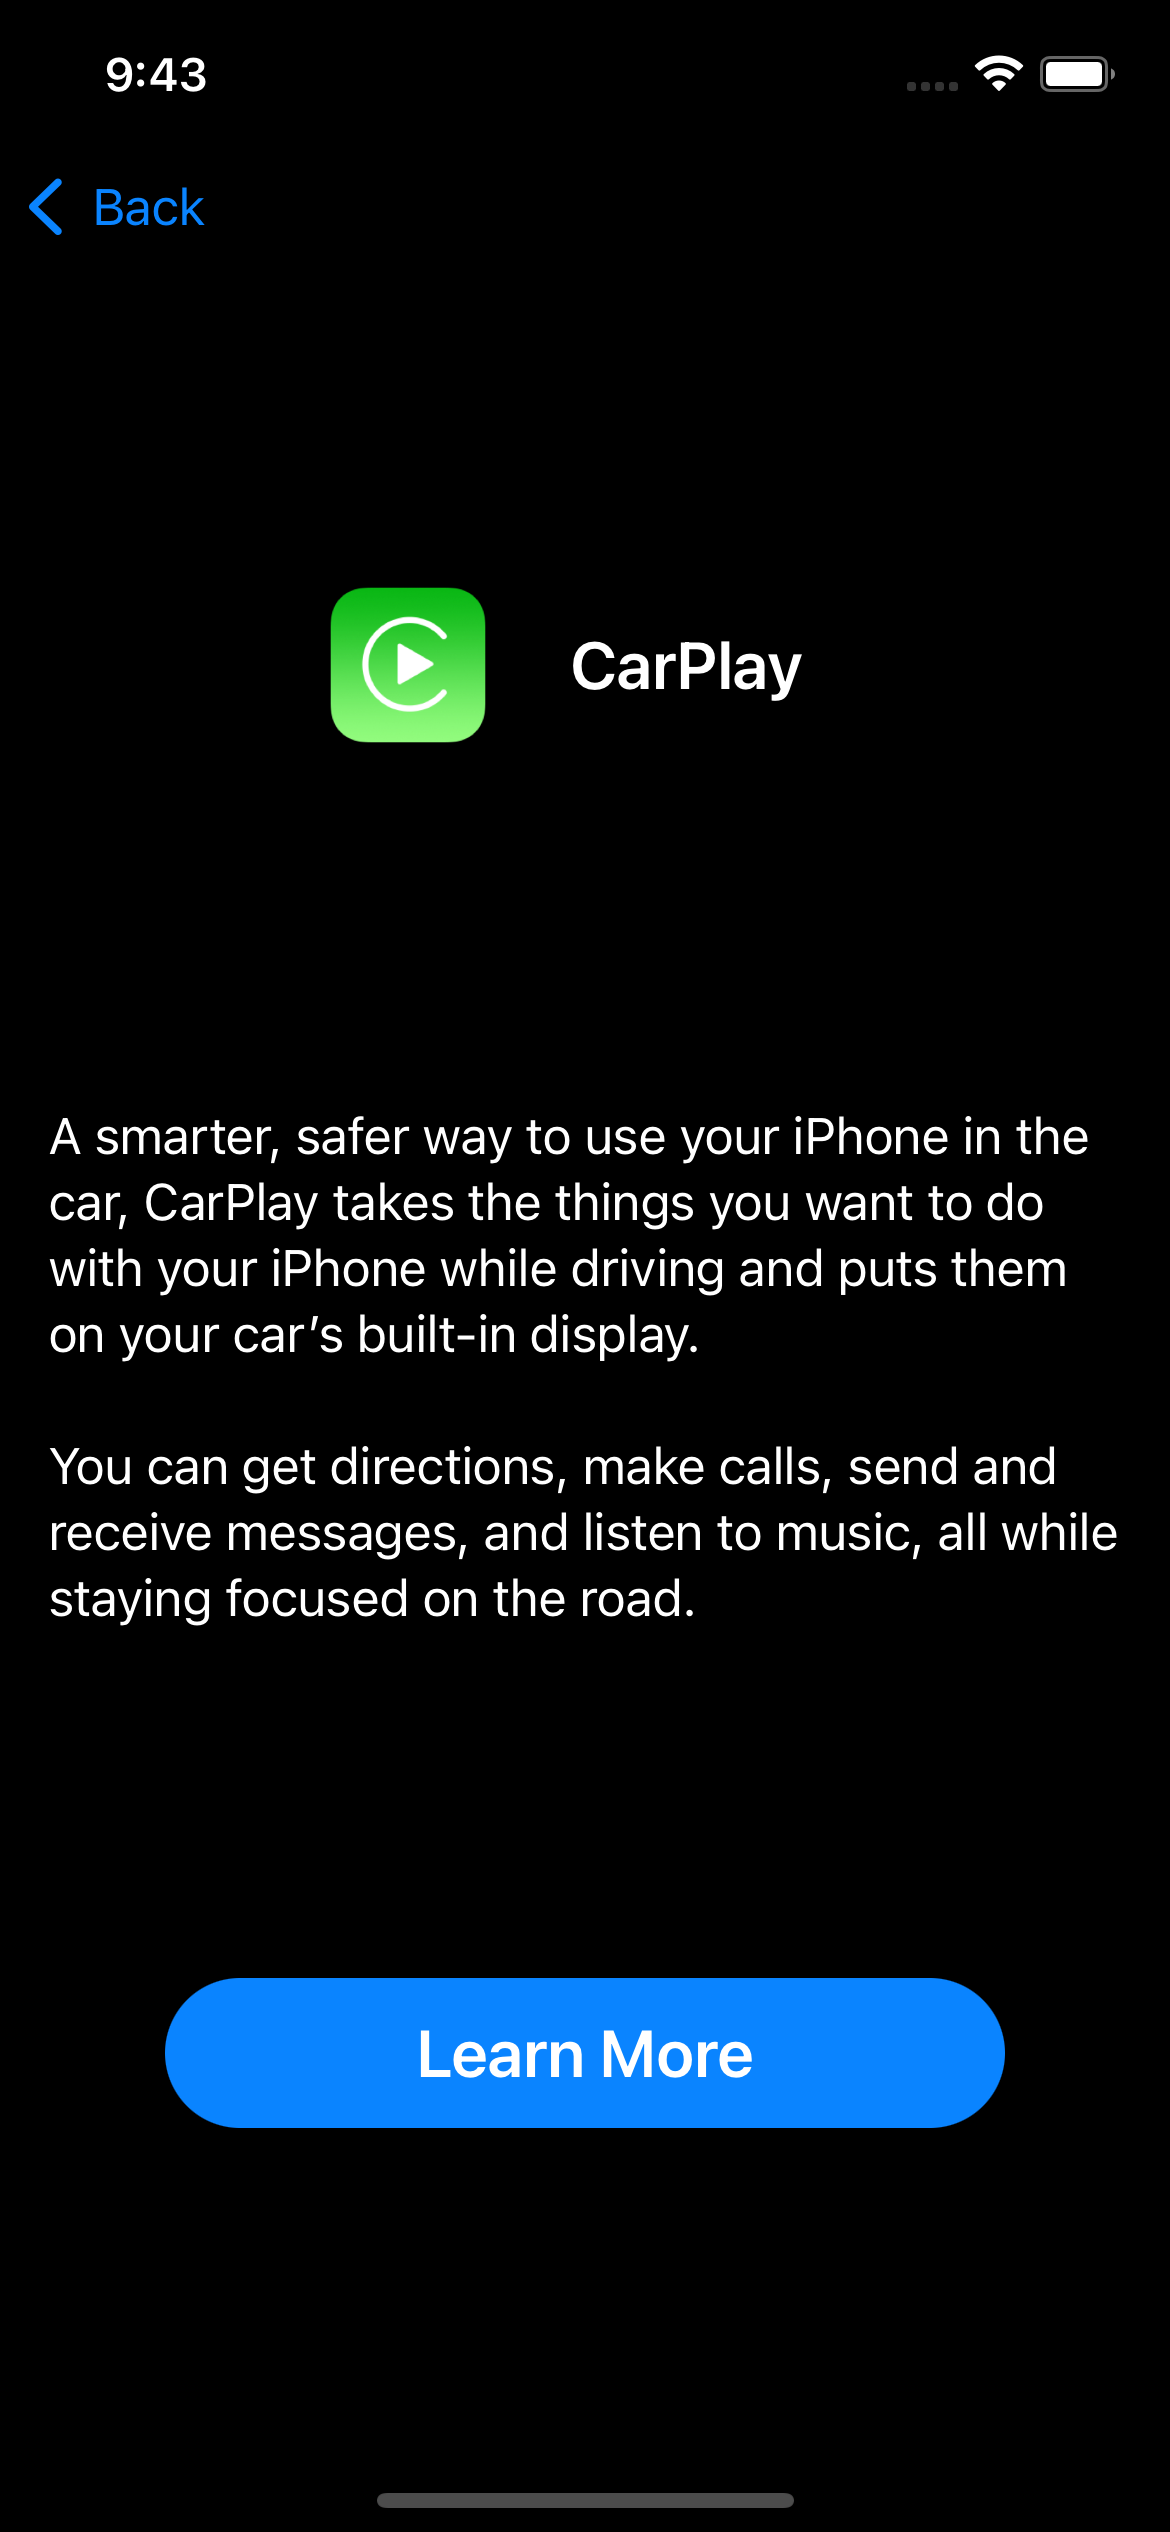 9:43
Back
CarPlay
A smarter, safer way to use your iPhone in the
car, CarPlay takes the things you want to do
with your iPhone while driving and puts them
on your car’s built-in display.
You can get directions, make calls, send and
receive messages, and listen to music, all while
staying focused on the road.
Learn More